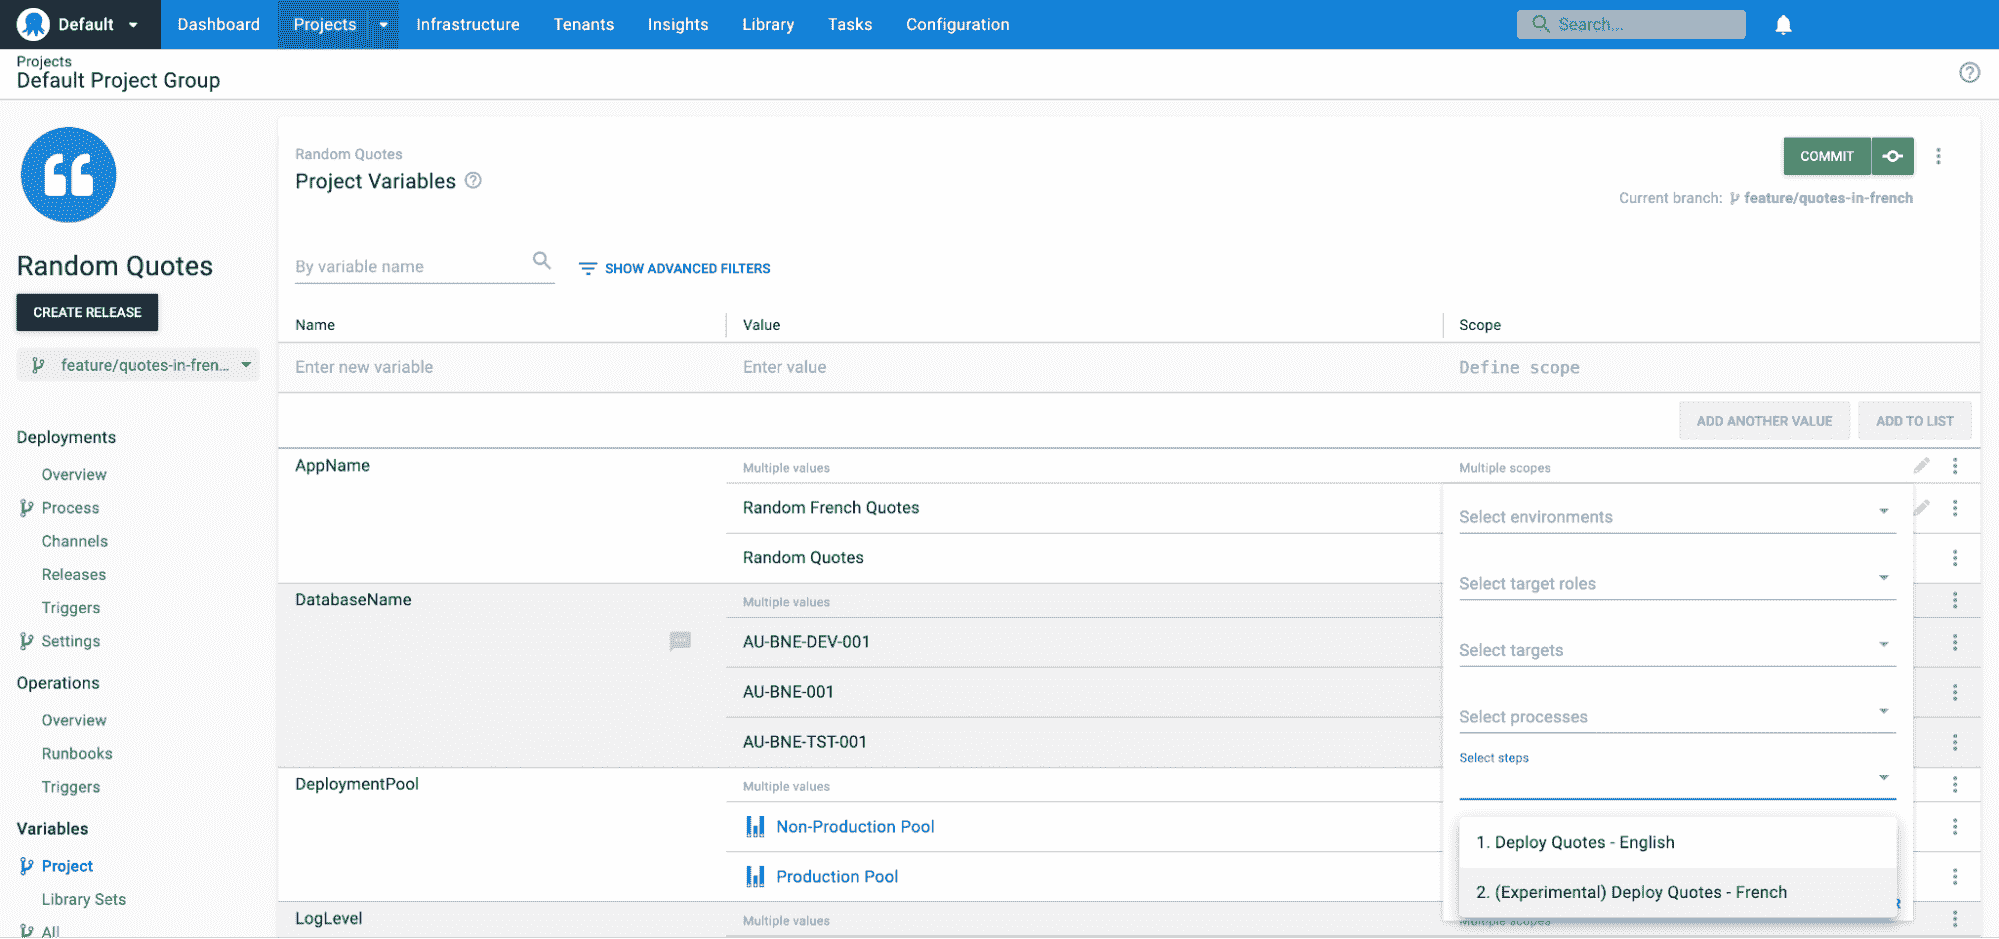 Default
Dashboard
Projects
Infrastructure
Tenants
Insights
Library
Tasks
Configuration
Search...
Projects
Default Project Group
Random Quotes
CREATE RELEASE
feature/quotes-in-fren...
Deployments
Overview
Process
Channels
Releases
Triggers
Settings
Operations
Overview
Runbooks
Triggers
Variables
Project
Library Sets
All
Random Quotes
Project Variables
COMMIT
Current branch: feature/quotes-in-french
By variable name
SHOW ADVANCED FILTERS
Name
Value
Scope
Enter new variable
Enter value
Define scope
ADD ANOTHER VALUE
ADD TO LIST
AppName
Multiple values
Multiple scopes
Random French Quotes
Random Quotes
DatabaseName
Multiple values
AU-BNE-DEV-001
AU-BNE-001
AU-BNE-TST-001
DeploymentPool
Multiple values
Non-Production Pool
Production Pool
LogLevel
Multiple values
Select environments
Select target roles
Select targets
Select processes
Select steps
1. Deploy Quotes - English
2. (Experimental) Deploy Quotes - French
R
Multiple scopes